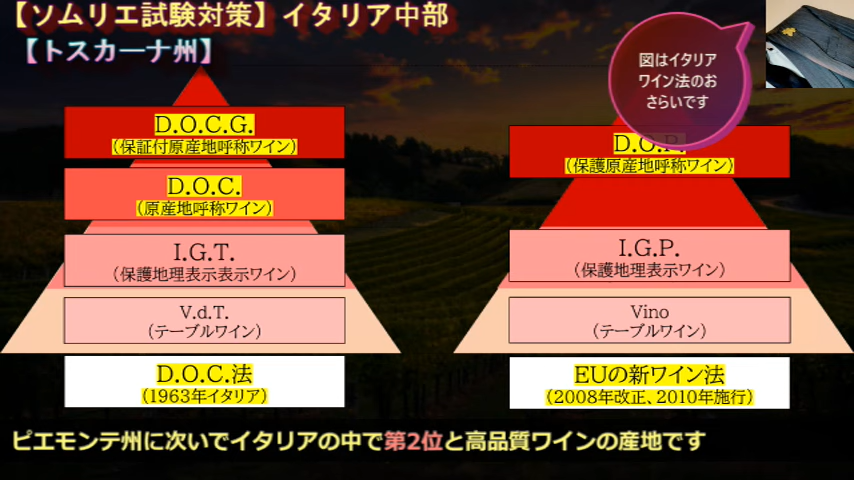 【ソムリエ試験対策】イタリア中部
【トスカーナ州】
図はイタリア
ワイン法のお
さらいです
D.O.C.G.
(保証付原産地呼称ワイン)
D.O.C.
(原産地呼称ワイン)
I.G.T.
(保護地理表示表示ワイン)
V.d.T.
(テーブルワイン)
D.O.C.法
(1963年イタリア)
D.O.P.
(保護原産地呼称ワイン)
I.G.P.
(保護地理表示ワイン)
Vino
(テーブルワイン)
EUの新ワイン法
(2008年改正、2010年施行)
ピエモンテ州に次いでイタリアの中で第2位と高品質ワインの産地です